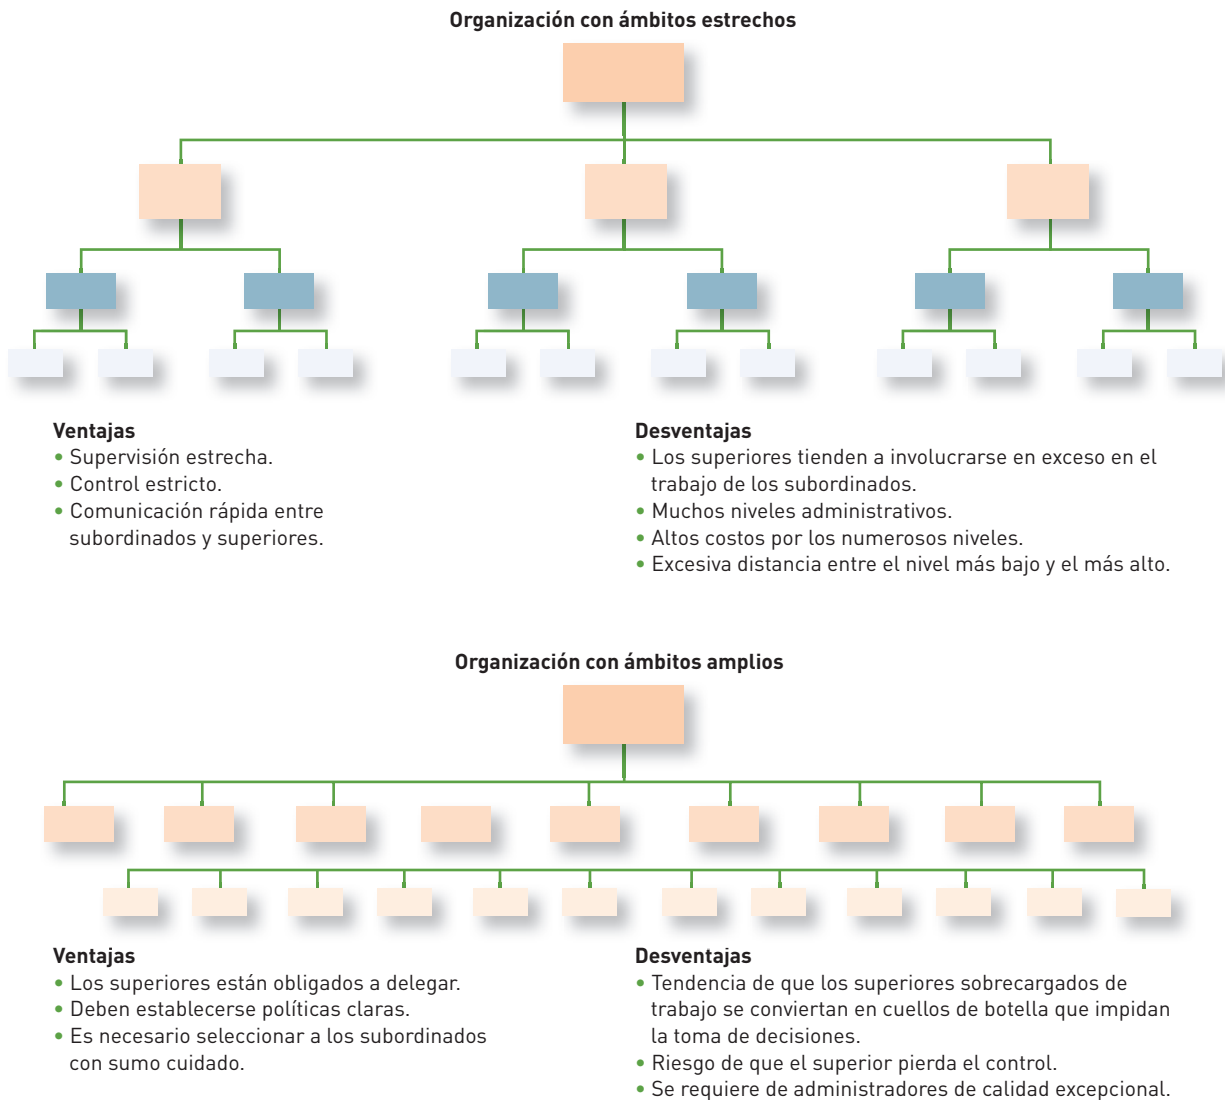 Organización con ámbitos estrechos
Ventajas
• Supervisión estrecha.
• Control estricto.
• Comunicación rápida entre
subordinados y superiores.
Desventajas
• Los superiores tienden a involucrarse en exceso en el
trabajo de los subordinados.
• Muchos niveles administrativos.
• Altos costos por los numerosos niveles.
• Excesiva distancia entre el nivel más bajo y el más alto.
Organización con ámbitos amplios
Ventajas
• Los superiores están obligados a delegar.
• Deben establecerse políticas claras.
• Es necesario seleccionar a los subordinados
con sumo cuidado.
Desventajas
• Tendencia de que los superiores sobrecargados de
trabajo se conviertan en cuellos de botella que impidan
la toma de decisiones.
• Riesgo de que el superior pierda el control.
• Se requiere de administradores de calidad excepcional.